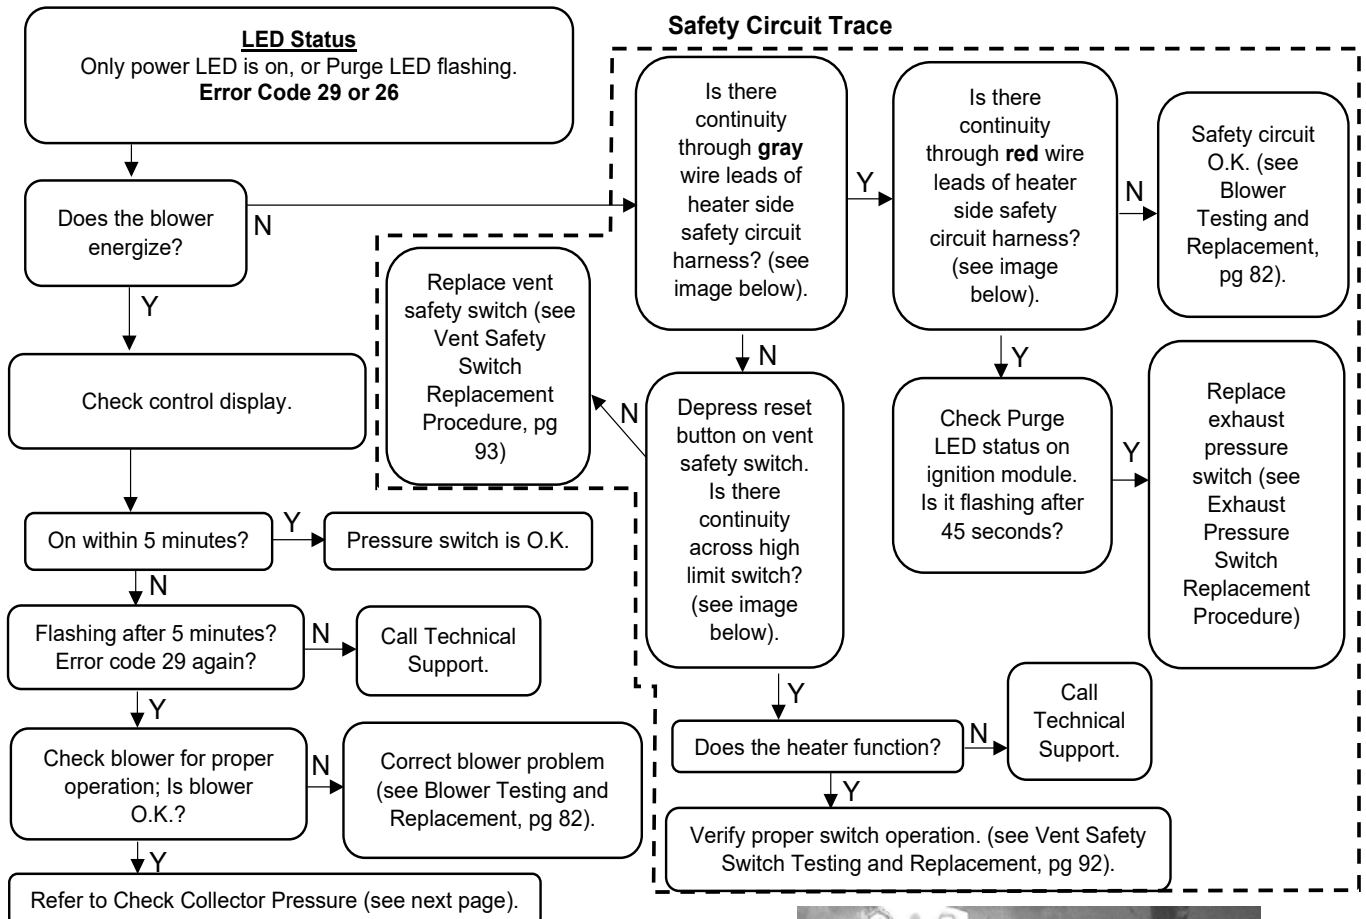 Safety Circuit Trace
LED Status
Only power LED is on, or Purge LED flashing.
Error Code 29 or 26
Does the blower
energize?
N
Y
Check control display.
On within 5 minutes?
Y
Pressure switch is O.K.
N
Flashing after 5 minutes?
Error code 29 again?
N
Call Technical
Support.
Y
Check blower for proper
operation; Is blower
O.K.?
N
Correct blower problem
(see Blower Testing and
Replacement, pg 82).
Y
Refer to Check Collector Pressure (see next page).
Is there
continuity
through gray
wire leads of
heater side
safety circuit
harness? (see
image below).
Y
Is there
continuity
through red wire
leads of heater
side safety
circuit harness?
(see image
below).
N
Safety circuit
O.K. (see
Blower
Testing and
Replacement,
pg 82).
Y
Check Purge
LED status on
ignition module.
Is it flashing after
45 seconds?
Y
Replace
exhaust
pressure
switch (see
Exhaust
Pressure
Switch
Replacement
Procedure)
N
Depress reset
button on vent
safety switch.
Is there
continuity
across high
limit switch?
(see image
below).
N
Replace vent
safety switch (see
Vent Safety
Switch
Replacement
Procedure, pg
93)
Y
Does the heater function?
N
Call
Technical
Support.
Y
Verify proper switch operation. (see Vent Safety
Switch Testing and Replacement, pg 92).